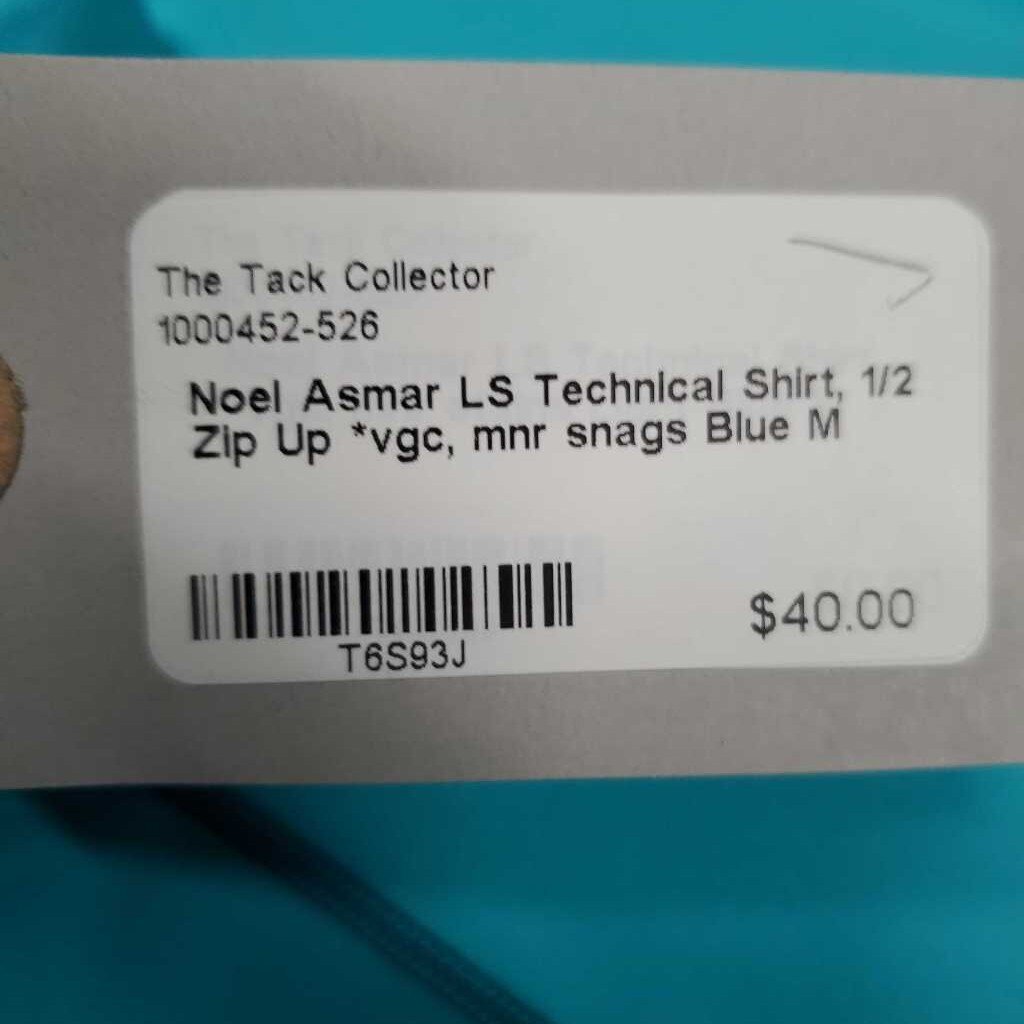 The Tack Collector
1000452-526
Noel Asmar LS Technical Shirt, 1/2
Zip Up *vgc, mnr snags Blue M
T6S93J
$40.00